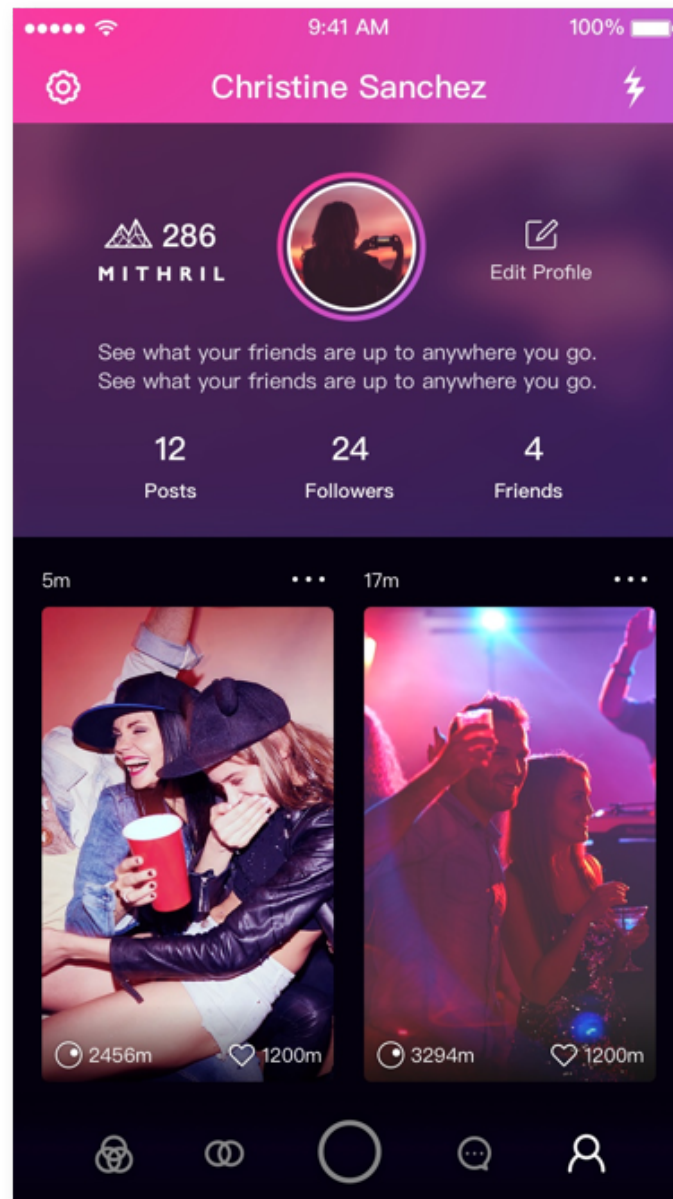 9:41 AM 100%
Christine Sanchez
286
MITHRIL
Edit Profile
See what your friends are up to anywhere you go.
See what your friends are up to anywhere you go.
12 24 4
Posts Followers Friends
5m 17m
2456m 1200m 3294m 1200m